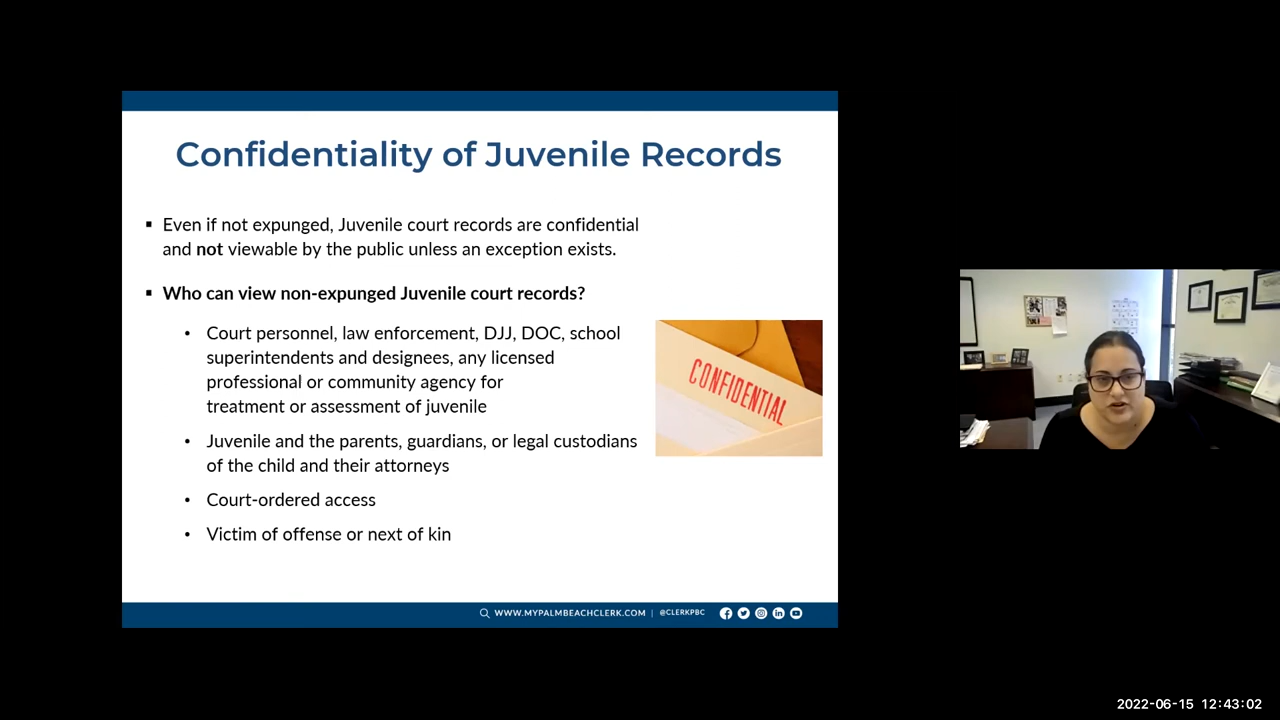 Confidentiality of Juvenile Records
▪ Even if not expunged, Juvenile court records are confidential
and not viewable by the public unless an exception exists.
▪ Who can view non-expunged Juvenile court records?
• Court personnel, law enforcement, DJJ, DOC, school
superintendents and designees, any licensed
professional or community agency for
treatment or assessment of juvenile
• Juvenile and the parents, guardians, or legal custodians
of the child and their attorneys
• Court-ordered access
• Victim of offense or next of kin
CONFIDENTIAL
WWW.MYPALMBEACHCLERK.COM | @CLERKPBC
2022-06-15 12:43:02